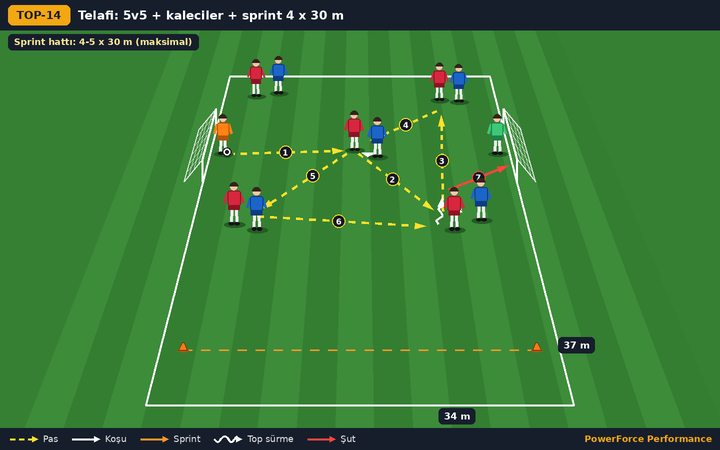 TOP-14 Telafi: 5v5 + kaleciler + sprint 4 x 30 m
Sprint hattı: 4-5 x 30 m (maksimal)
4
1
3
5
2
7
6
37 m
34 m
Pas Koşu Sprint Top sürme Şut PowerForce Performance